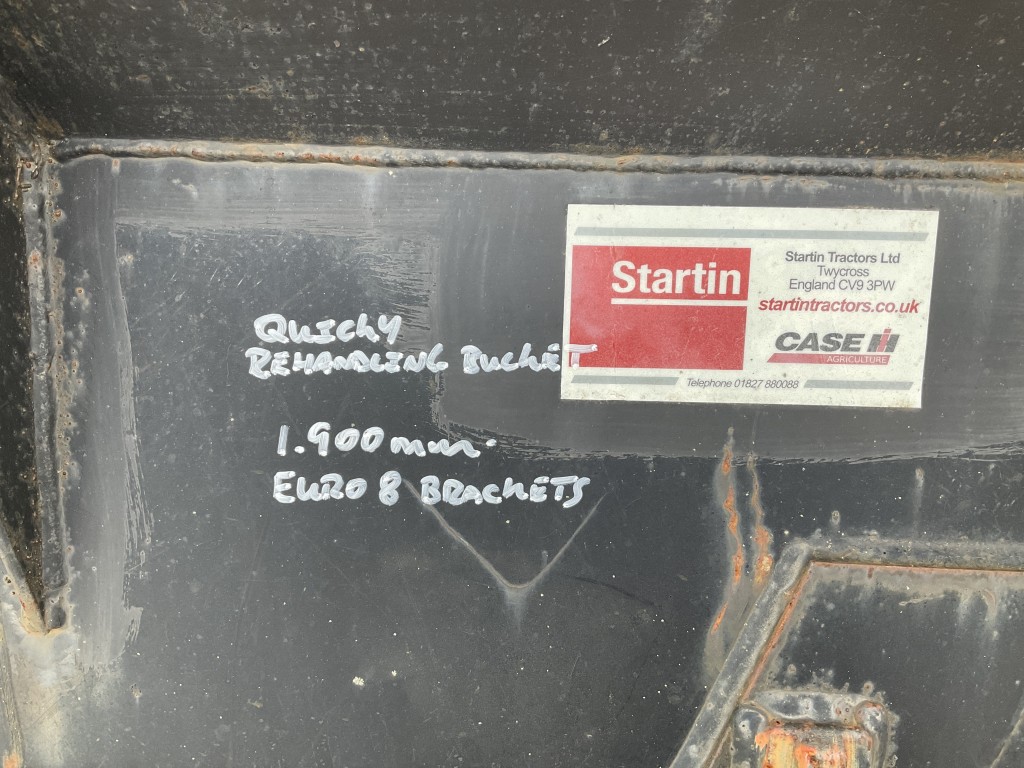 QUICKY
REHANDLING BUCKET
1.900mm.
EURO 8 BRACKETS
Startin
Startin Tractors Ltd
Twycross
England CV9 3PW
startintractors.co.uk
CASE IH
AGRICULTURE
Telephone 01827 880088